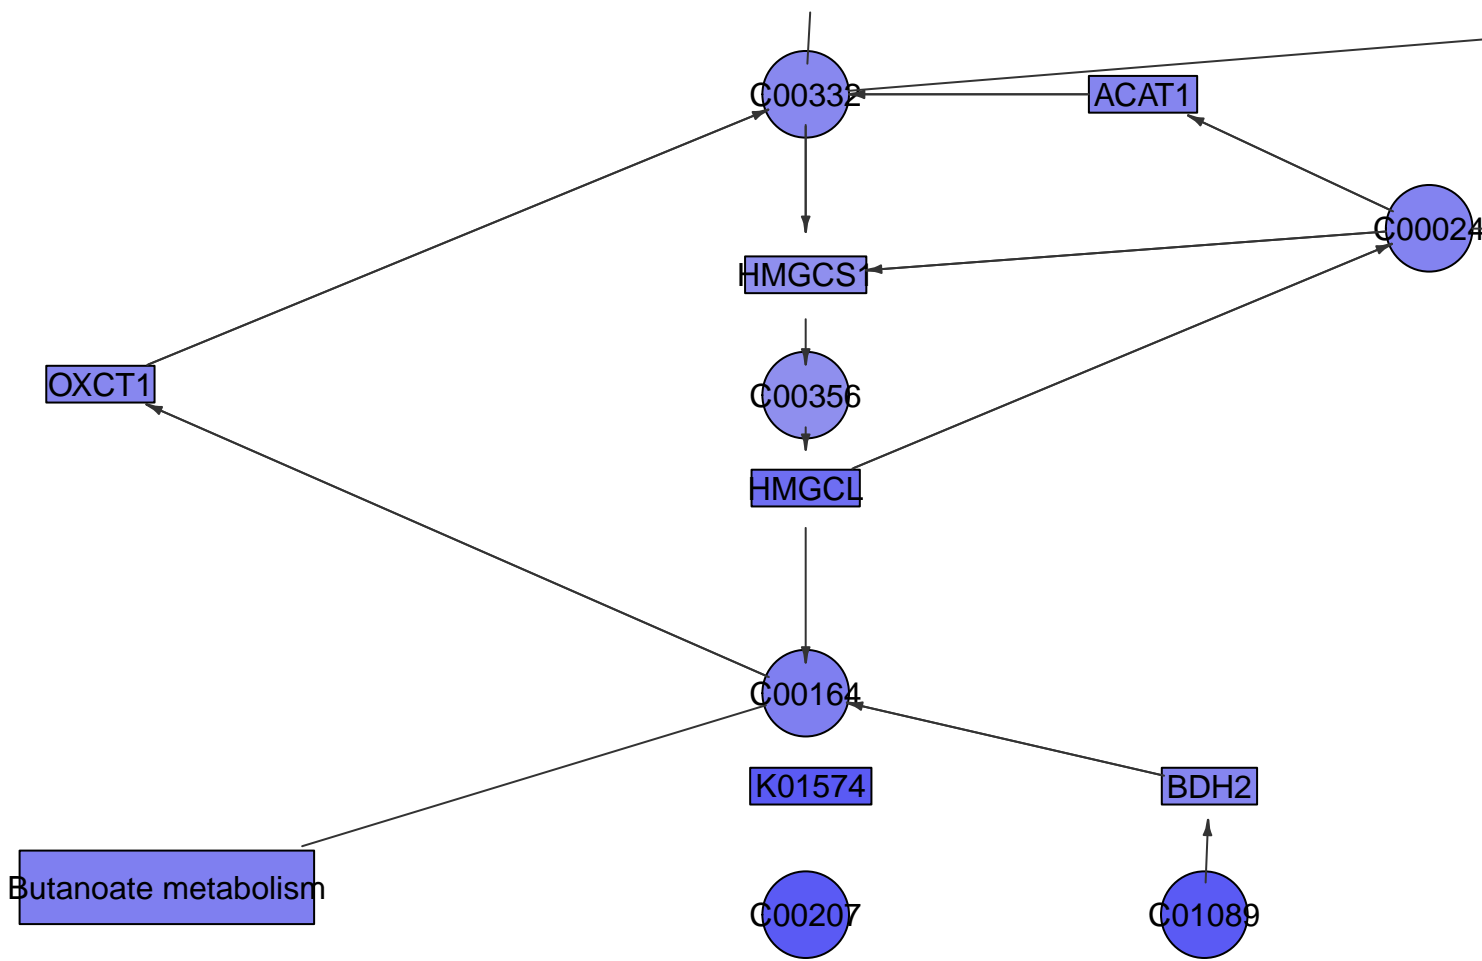 C00332
ACAT1
C00024
HMGCS1
OXCT1
C00356
HMGCL
C00164
K01574
BDH2
Butanoate metabolism
C00207
C01089